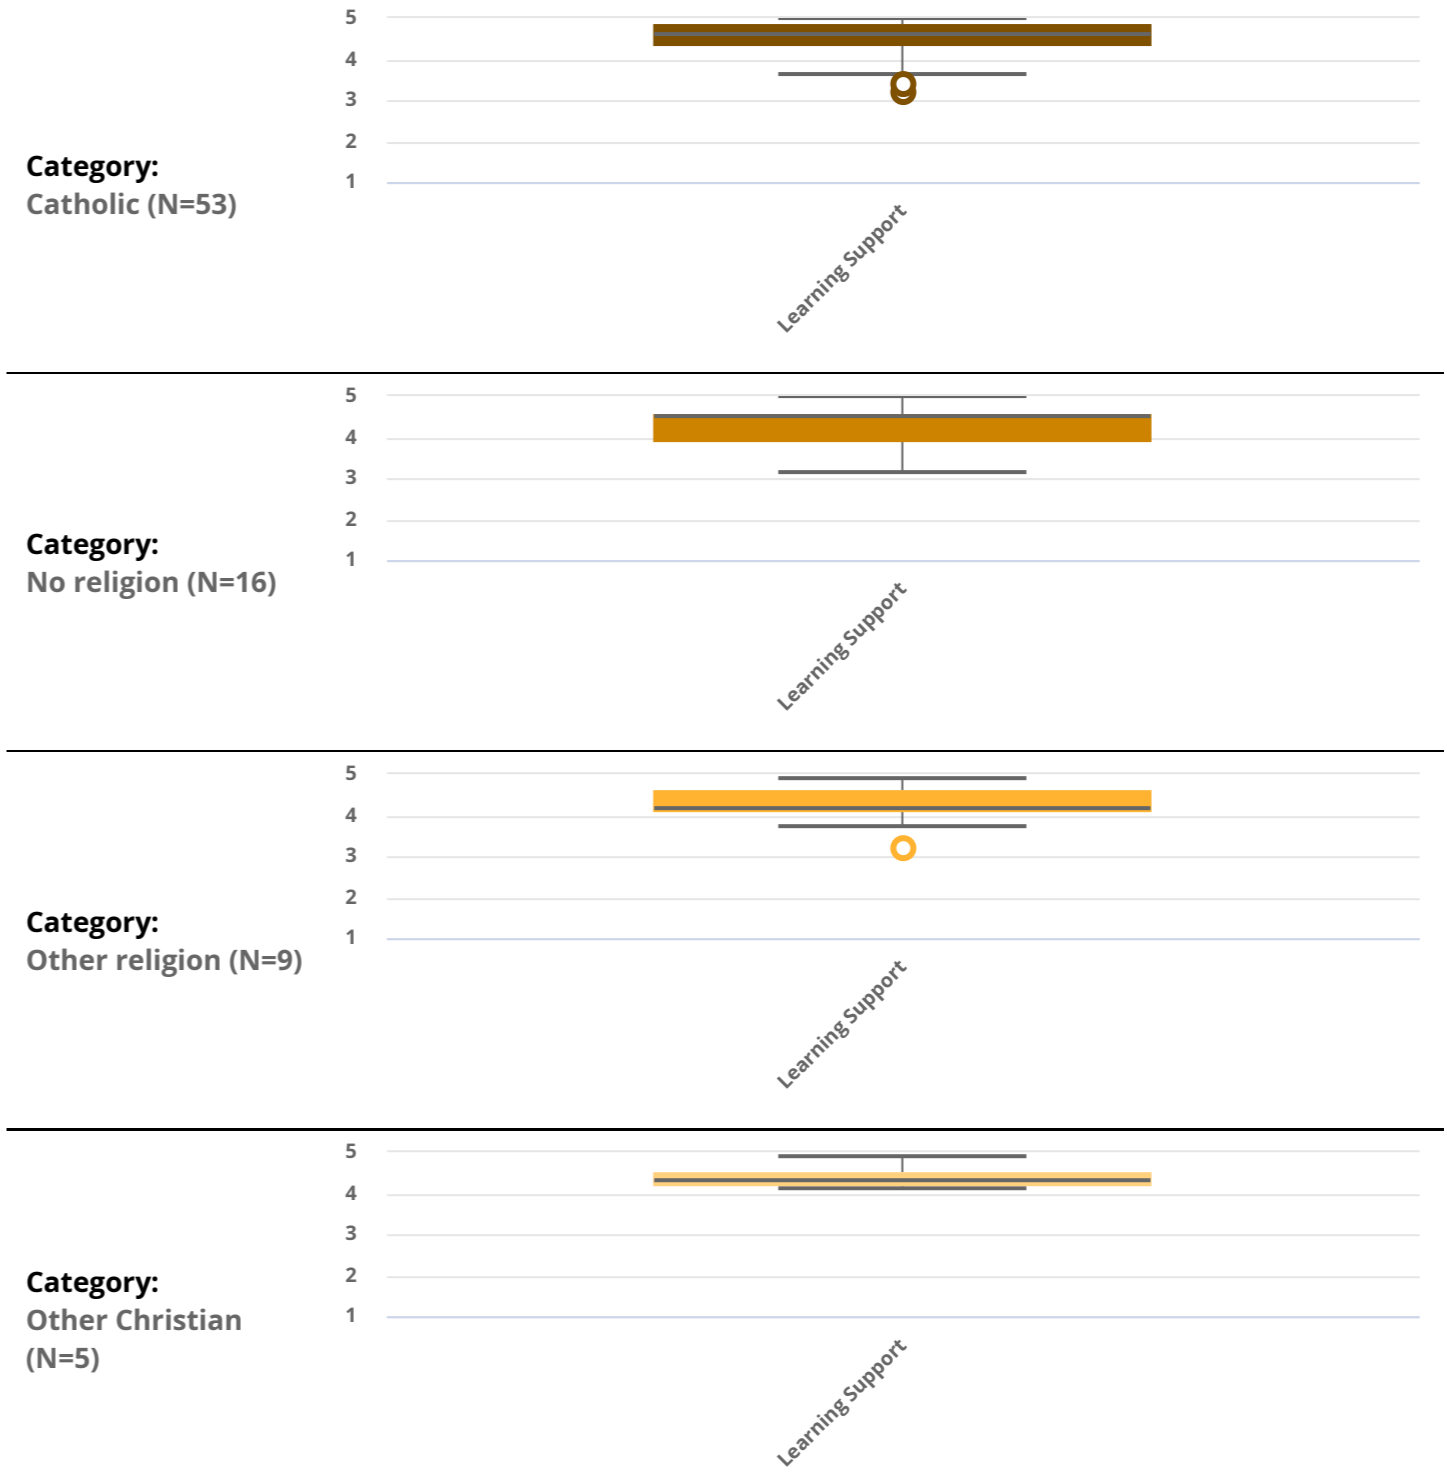 5
4
3
2
1
Category:
Catholic (N=53)
Learning Support
5
4
3
2
1
Category:
No religion (N=16)
Learning Support
5
4
3
2
1
Category:
Other religion (N=9)
Learning Support
5
4
3
2
1
Category:
Other Christian
(N=5)
Learning Support